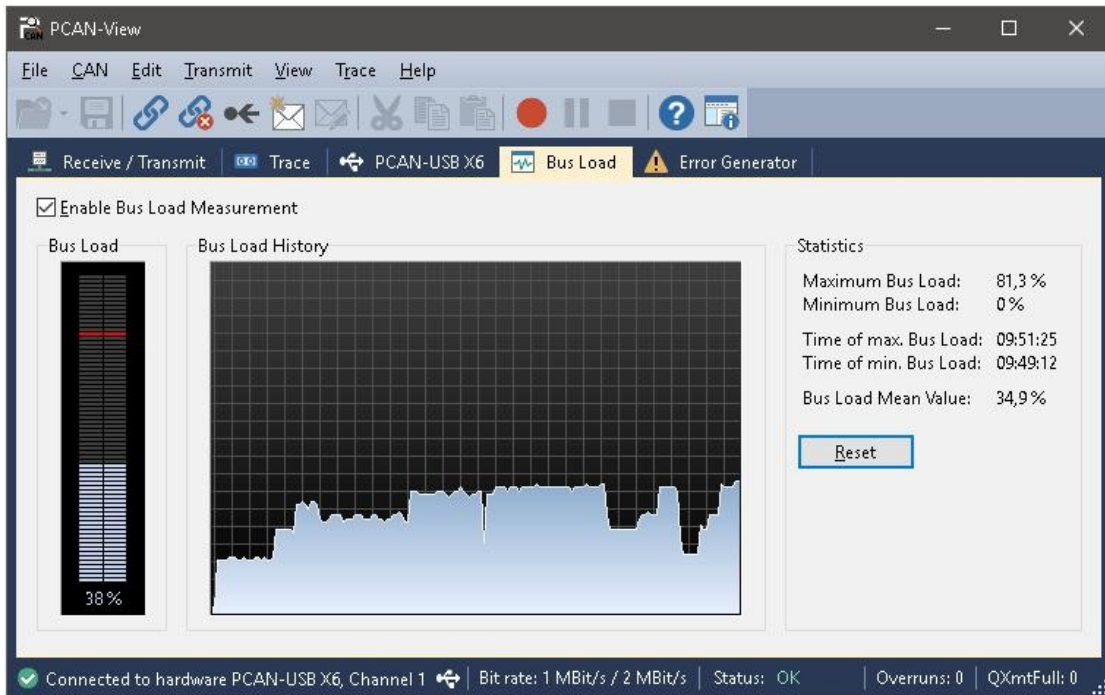 PCAN-View
File CAN Edit Transmit View Trace Help
Receive / Transmit Trace PCAN-USB X6 Bus Load Error Generator
Enable Bus Load Measurement
Bus Load
38 %
Bus Load History
Statistics
Maximum Bus Load: 81,3 %
Minimum Bus Load: 0 %
Time of max. Bus Load: 09:51:25
Time of min. Bus Load: 09:49:12
Bus Load Mean Value: 34,9 %
Reset
Connected to hardware PCAN-USB X6, Channel 1 Bit rate: 1 MBit/s / 2 MBit/s Status: OK Overruns: 0 QXmtFull: 0